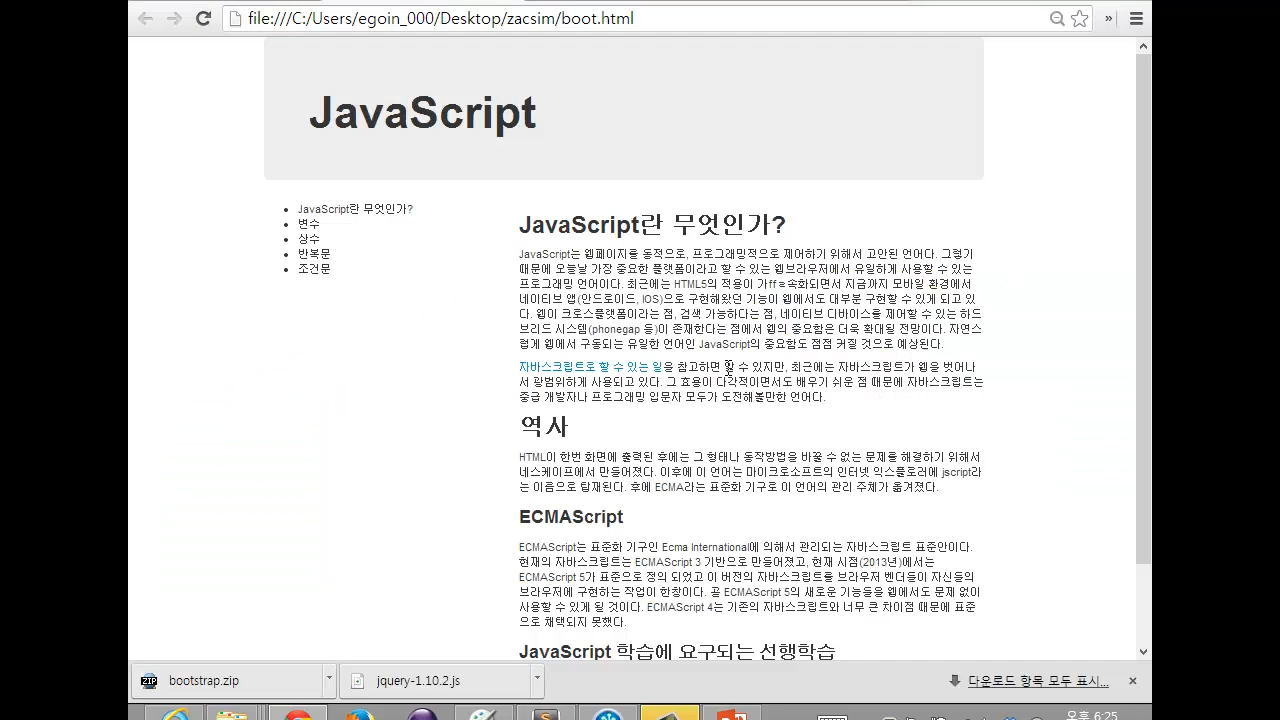 file:///C:/Users/egoin_000/Desktop/zacsim/boot.html
»
JavaScript
JavaScript란 무엇인가?
변수
상수
반복문
조건문
JavaScript란 무엇인가?
JavaScript는 웹페이지을 동적으로, 프로그래밍적으로 제어하기 위해서 고안된 언어다. 그렇기
때문에 오늘날 가장 중요한 플랫폼이라고 할 수 있는 웹브라우저에서 유일하게 사용할 수 있는
프로그래밍 언어이다. 최근에는 HTML5의 적용이 가ff=속화되면서 지금까지 모바일 환경에서
네이티브 앱(안드로이드, IOS)으로 구현해왔던 기능이 웹에서도 대부분 구현할 수 있게 되고 있
다. 웹이 크로스플랫폼이라는 점, 검색 가능하다는 점, 네이티브 디바이스을 제어할 수 있는 하드
브리드 시스템(phonegap 등)이 존재한다는 점에서 웹의 중요함은 더욱 확대될 전망이다. 자연스
럽게 웹에서 구동되는 유일한 언어인 JavaScript의 중요함도 점점 커질 것으로 예상된다.
자바스크립트로 할 수 있는 일을 참고하면 알 수 있지만, 최근에는 자바스크립트가 웹을 벗어나
서 광범위하게 사용되고 있다. 그 효용이 다각적이면서도 배우기 쉬운 점 때문에 자바스크립트는
중급 개발자나 프로그래밍 입문자 모두가 도전해볼만한 언어다.
역사
HTML이 한번 화면에 출력된 후에는 그 형태나 동작방법을 바꿀 수 없는 문제을 해결하기 위해서
네스케이프에서 만들어졌다. 이후에 이 언어는 마이크로소프트의 인터넷 익스플로러에 jscript라
는 이름으로 탑재된다. 후에 ECMA라는 표준화 기구로 이 언어의 관리 주체가 옮겨졌다.
ECMAScript
ECMAScript는 표준화 기구인 Ecma International에 의해서 관리되는 자바스크립트 표준안이다.
현재의 자바스크립트는 ECMAScript 3 기반으로 만들어졌고, 현재 시점(2013년)에서는
ECMAScript 5가 표준으로 정의 되었고 이 버전의 자바스크립트을 브라우저 벤더들이 자신들의
브라우저에 구현하는 작업이 한창이다. 곧 ECMAScript 5의 새로운 기능들을 웹에서도 문제 없이
사용할 수 있게 될 것이다. ECMAScript 4는 기존의 자바스크립트와 너무 큰 차이점 때문에 표준
으로 채택되지 못했다.
JavaScript 학습에 요구되는 선행학습
ZIP
bootstrap.zip
jquery-1.10.2.js
다운로드 항목 모두 표시...
오후 6:25